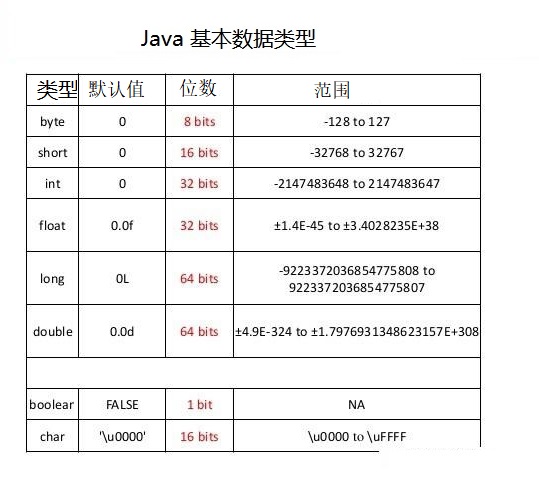 Java 基本数据类型
类型 默认值 位数 范围
byte 0 8 bits -128 to 127
short 0 16 bits -32768 to 32767
int 0 32 bits -2147483648 to 2147483647
float 0.0f 32 bits ±1.4E-45 to ±3.4028235E+38
long 0L 64 bits -9223372036854775808 to
9223372036854775807
double 0.0d 64 bits ±4.9E-324 to ±1.7976931348623157E+308
boolear FALSE 1 bit NA
char '\u0000' 16 bits \u0000 to \uFFFF